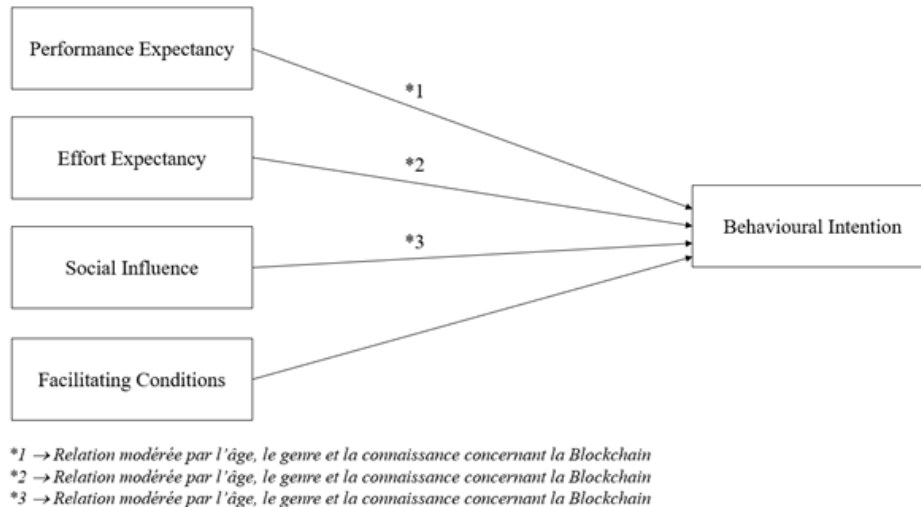 Performance Expectancy
*1
Effort Expectancy
*2
Behavioural Intention
*3
Social Influence
Facilitating Conditions
*1 → Relation modérée par l’âge, le genre et la connaissance concernant la Blockchain
*2 → Relation modérée par l’âge, le genre et la connaissance concernant la Blockchain
*3 → Relation modérée par l’âge, le genre et la connaissance concernant la Blockchain